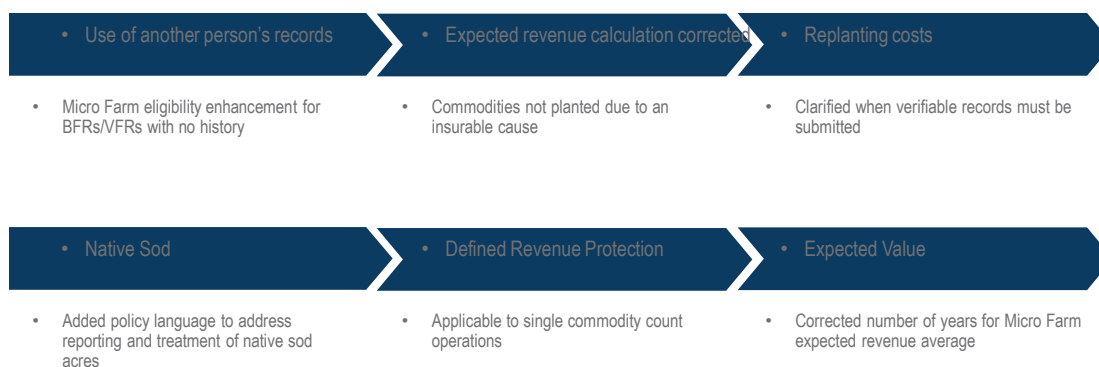 • Use of another person's records
• Expected revenue calculation corrected
• Replanting costs
• Micro Farm eligibility enhancement for
BFRs/VFRs with no history
• Commodities not planted due to an
insurable cause
• Clarified when verifiable records must be
submitted
• Native Sod
• Defined Revenue Protection
• Expected Value
• Added policy language to address
reporting and treatment of native sod
acres
• Applicable to single commodity count
operations
• Corrected number of years for Micro Farm
expected revenue average